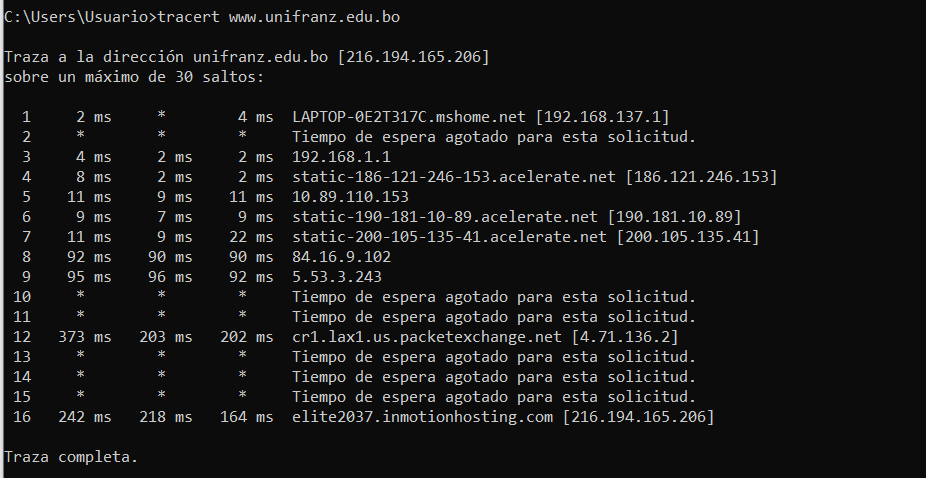 C:\Users\Usuario>tracert www.unifranz.edu.bo
Traza a la dirección unifranz.edu.bo [216.194.165.206]
sobre un máximo de 30 saltos:
1 2 ms * 4 ms LAPTOP-0E2T317C.mshome.net [192.168.137.1]
2 * * * Tiempo de espera agotado para esta solicitud.
3 4 ms 2 ms 2 ms 192.168.1.1
4 8 ms 2 ms 2 ms static-186-121-246-153.acelerate.net [186.121.246.153]
5 11 ms 9 ms 11 ms 10.89.110.153
6 9 ms 7 ms 9 ms static-190-181-10-89.acelerate.net [190.181.10.89]
7 11 ms 9 ms 22 ms static-200-105-135-41.acelerate.net [200.105.135.41]
8 92 ms 90 ms 90 ms 84.16.9.102
9 95 ms 96 ms 92 ms 5.53.3.243
10 * * * Tiempo de espera agotado para esta solicitud.
11 * * * Tiempo de espera agotado para esta solicitud.
12 373 ms 203 ms 202 ms cr1.lax1.us.packetexchange.net [4.71.136.2]
13 * * * Tiempo de espera agotado para esta solicitud.
14 * * * Tiempo de espera agotado para esta solicitud.
15 * * * Tiempo de espera agotado para esta solicitud.
16 242 ms 218 ms 164 ms elite2037.inmotionhosting.com [216.194.165.206]
Traza completa.